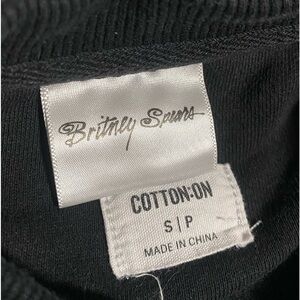 Britney Spears
COTTON:ON
S|P
MADE IN CHINA